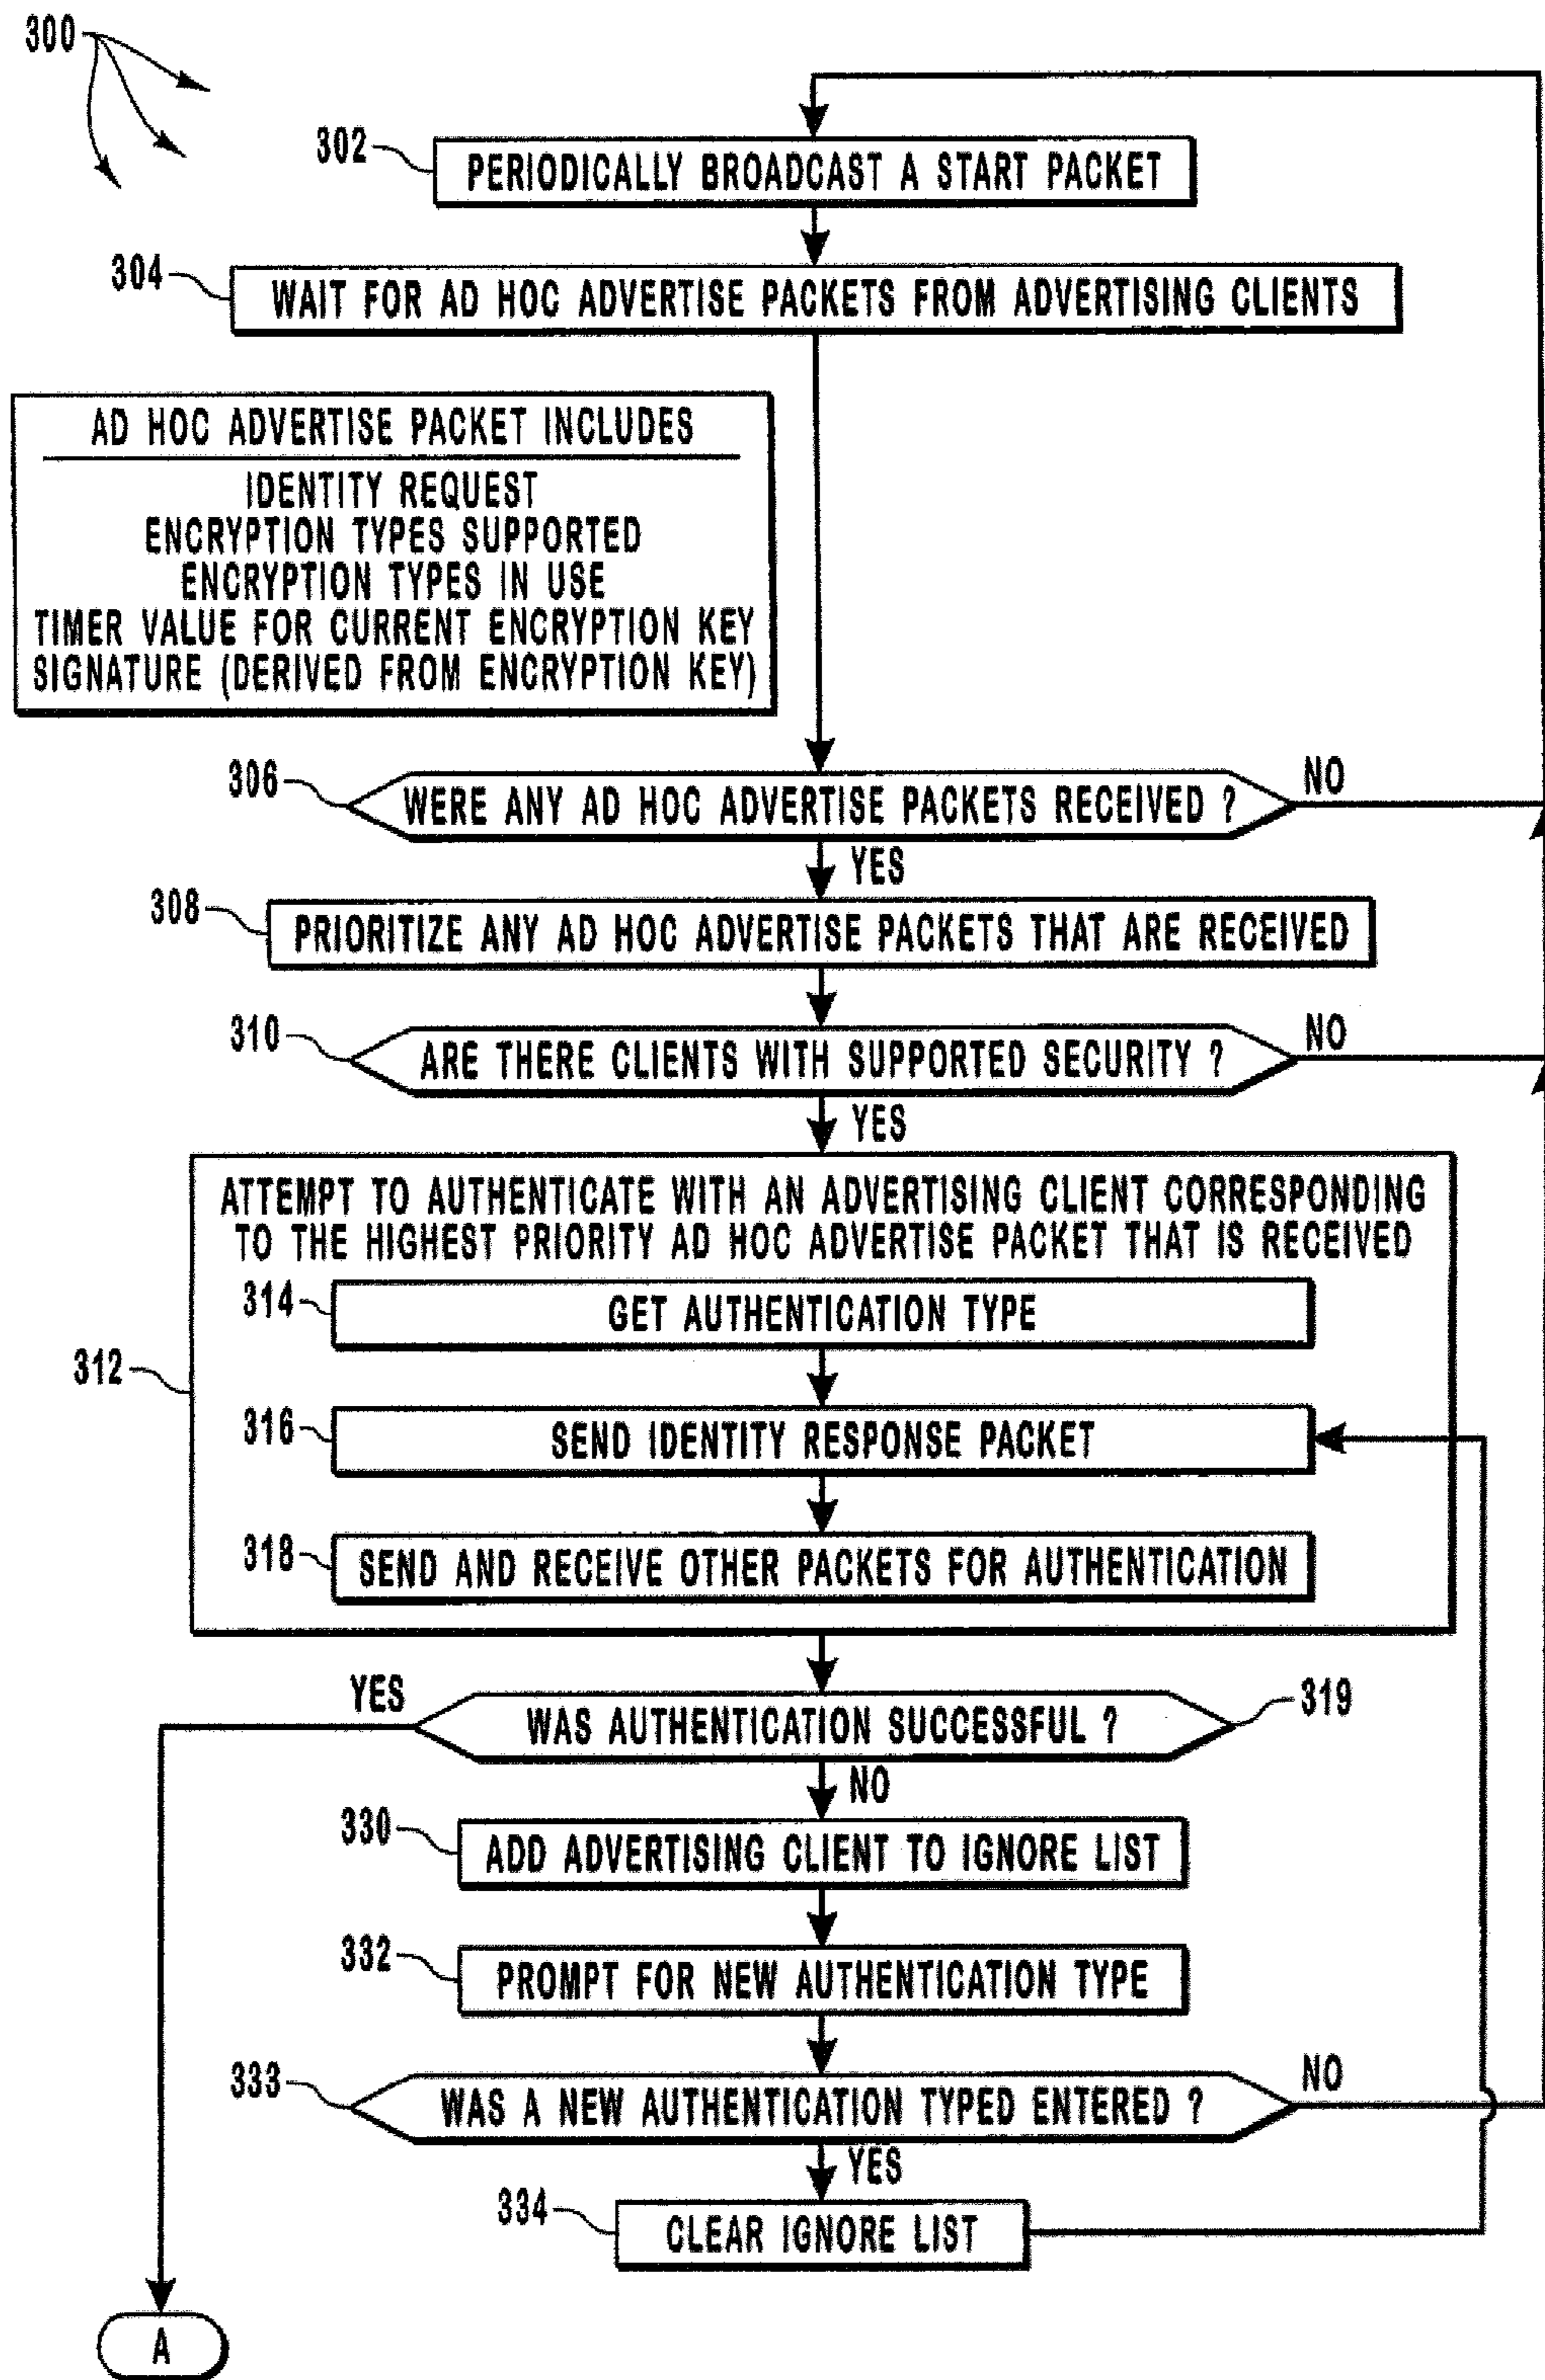 300
302
PERIODICALLY BROADCAST A START PACKET
304
WAIT FOR AD HOC ADVERTISE PACKETS FROM ADVERTISING CLIENTS
AD HOC ADVERTISE PACKET INCLUDES
IDENTITY REQUEST
ENCRYPTION TYPES SUPPORTED
ENCRYPTION TYPES IN USE
TIMER VALUE FOR CURRENT ENCRYPTION KEY
SIGNATURE (DERIVED FROM ENCRYPTION KEY)
306
WERE ANY AD HOC ADVERTISE PACKETS RECEIVED ?
NO
YES
308
PRIORITIZE ANY AD HOC ADVERTISE PACKETS THAT ARE RECEIVED
310
ARE THERE CLIENTS WITH SUPPORTED SECURITY ?
NO
YES
312
ATTEMPT TO AUTHENTICATE WITH AN ADVERTISING CLIENT CORRESPONDING
TO THE HIGHEST PRIORITY AD HOC ADVERTISE PACKET THAT IS RECEIVED
314
GET AUTHENTICATION TYPE
316
SEND IDENTITY RESPONSE PACKET
318
SEND AND RECEIVE OTHER PACKETS FOR AUTHENTICATION
YES
WAS AUTHENTICATION SUCCESSFUL ?
319
NO
330
ADD ADVERTISING CLIENT TO IGNORE LIST
332
PROMPT FOR NEW AUTHENTICATION TYPE
333
WAS A NEW AUTHENTICATION TYPED ENTERED ?
NO
YES
334
CLEAR IGNORE LIST
A